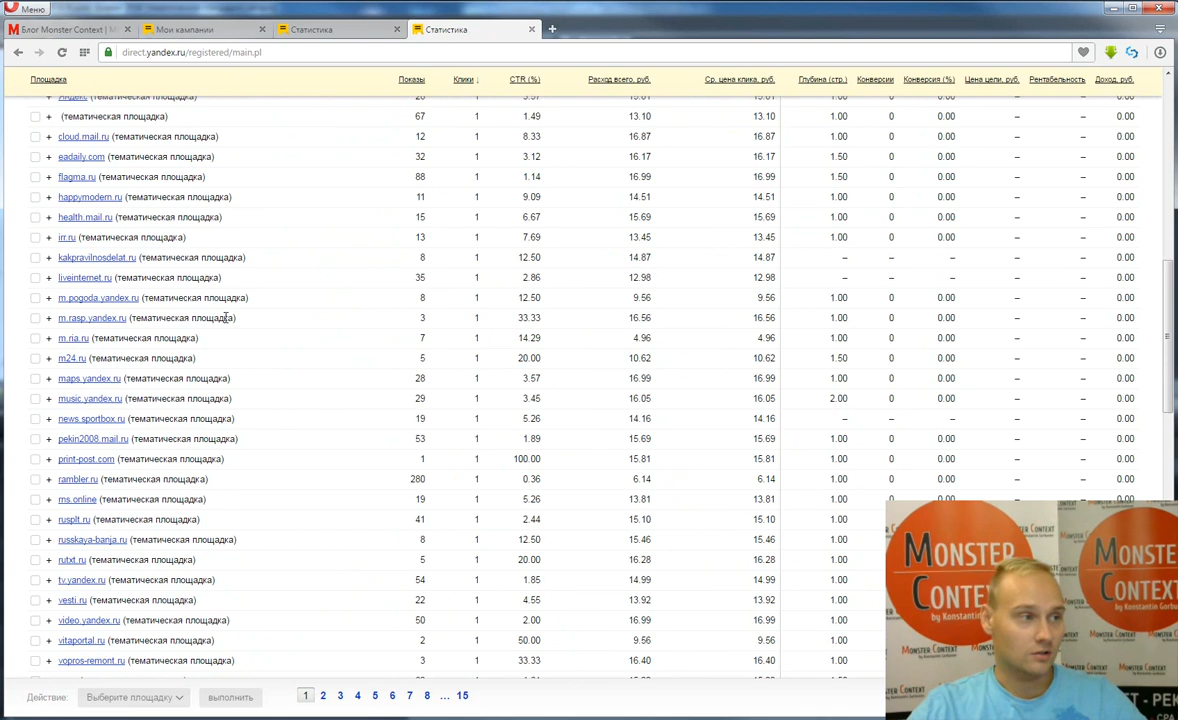 Меню
Блог Monster Context | М
Мои кампании
Статистика
Статистика
direct.yandex.ru/registered/main.pl
Площадка Показы Клики ↓ CTR (%) Расход всего, руб. Ср. цена клика, руб. Глубина (стр.) Конверсии Конверсия (%) Цена цели, руб. Рентабельность Доход, руб.
+ (тематическая площадка) 67 1 1.49 13.10 13.10 1.00 0 0.00 – – 0.00
+ cloud.mail.ru (тематическая площадка) 12 1 8.33 16.87 16.87 1.00 0 0.00 – – 0.00
+ eadaily.com (тематическая площадка) 32 1 3.12 16.17 16.17 1.50 0 0.00 – – 0.00
+ flagma.ru (тематическая площадка) 88 1 1.14 16.99 16.99 1.50 0 0.00 – – 0.00
+ happymodern.ru (тематическая площадка) 11 1 9.09 14.51 14.51 1.00 0 0.00 – – 0.00
+ health.mail.ru (тематическая площадка) 15 1 6.67 15.69 15.69 1.00 0 0.00 – – 0.00
+ irr.ru (тематическая площадка) 13 1 7.69 13.45 13.45 1.00 0 0.00 – – 0.00
+ kakpravilnosdelat.ru (тематическая площадка) 8 1 12.50 14.87 14.87 – – – – – 0.00
+ liveinternet.ru (тематическая площадка) 35 1 2.86 12.98 12.98 – – – – – 0.00
+ m.pogoda.yandex.ru (тематическая площадка) 8 1 12.50 9.56 9.56 1.00 0 0.00 – – 0.00
+ m.rasp.yandex.ru (тематическая площадка) 3 1 33.33 16.56 16.56 1.00 0 0.00 – – 0.00
+ m.ria.ru (тематическая площадка) 7 1 14.29 4.96 4.96 1.00 0 0.00 – – 0.00
+ m24.ru (тематическая площадка) 5 1 20.00 10.62 10.62 1.50 0 0.00 – – 0.00
+ maps.yandex.ru (тематическая площадка) 28 1 3.57 16.99 16.99 1.00 0 0.00 – – 0.00
+ music.yandex.ru (тематическая площадка) 29 1 3.45 16.05 16.05 2.00 0 0.00 – – 0.00
+ news.sportbox.ru (тематическая площадка) 19 1 5.26 14.16 14.16 – – – – – 0.00
+ pekin2008.mail.ru (тематическая площадка) 53 1 1.89 15.69 15.69 1.00 0 0.00 – – 0.00
+ print-post.com (тематическая площадка) 1 1 100.00 15.81 15.81 1.00 0 0.00 – – 0.00
+ rambler.ru (тематическая площадка) 280 1 0.36 6.14 6.14 1.00 0 0.00 – – 0.00
+ rns.online (тематическая площадка) 19 1 5.26 13.81 13.81 1.00 0 0.00 – – 0.00
+ rusplt.ru (тематическая площадка) 41 1 2.44 15.10 15.10 1.00
+ russkaya-banja.ru (тематическая площадка) 8 1 12.50 15.46 15.46 1.00
+ rutxt.ru (тематическая площадка) 5 1 20.00 16.28 16.28 1.00
+ tv.yandex.ru (тематическая площадка) 54 1 1.85 14.99 14.99 1.00
+ vesti.ru (тематическая площадка) 22 1 4.55 13.92 13.92 1.00
+ video.yandex.ru (тематическая площадка) 50 1 2.00 16.99 16.99 1.00
+ vitaportal.ru (тематическая площадка) 2 1 50.00 9.56 9.56 1.00
+ vopros-remont.ru (тематическая площадка) 3 1 33.33 16.40 16.40 1.00
Действие: Выберите площадку выполнить 1 2 3 4 5 6 7 8 ... 15
MONSTER
CONTEXT
by Konstantin Gorbu
MONSTER
CONTE
by Konstantin